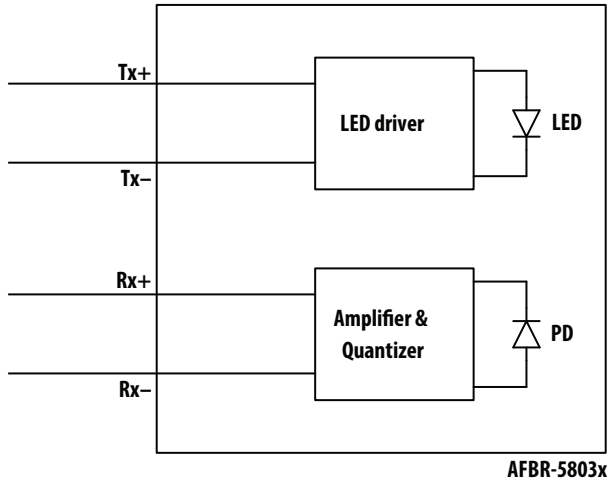 Tx+
LED driver
LED
Tx–
Rx+
Amplifier &
Quantizer
PD
Rx–
AFBR-5803x